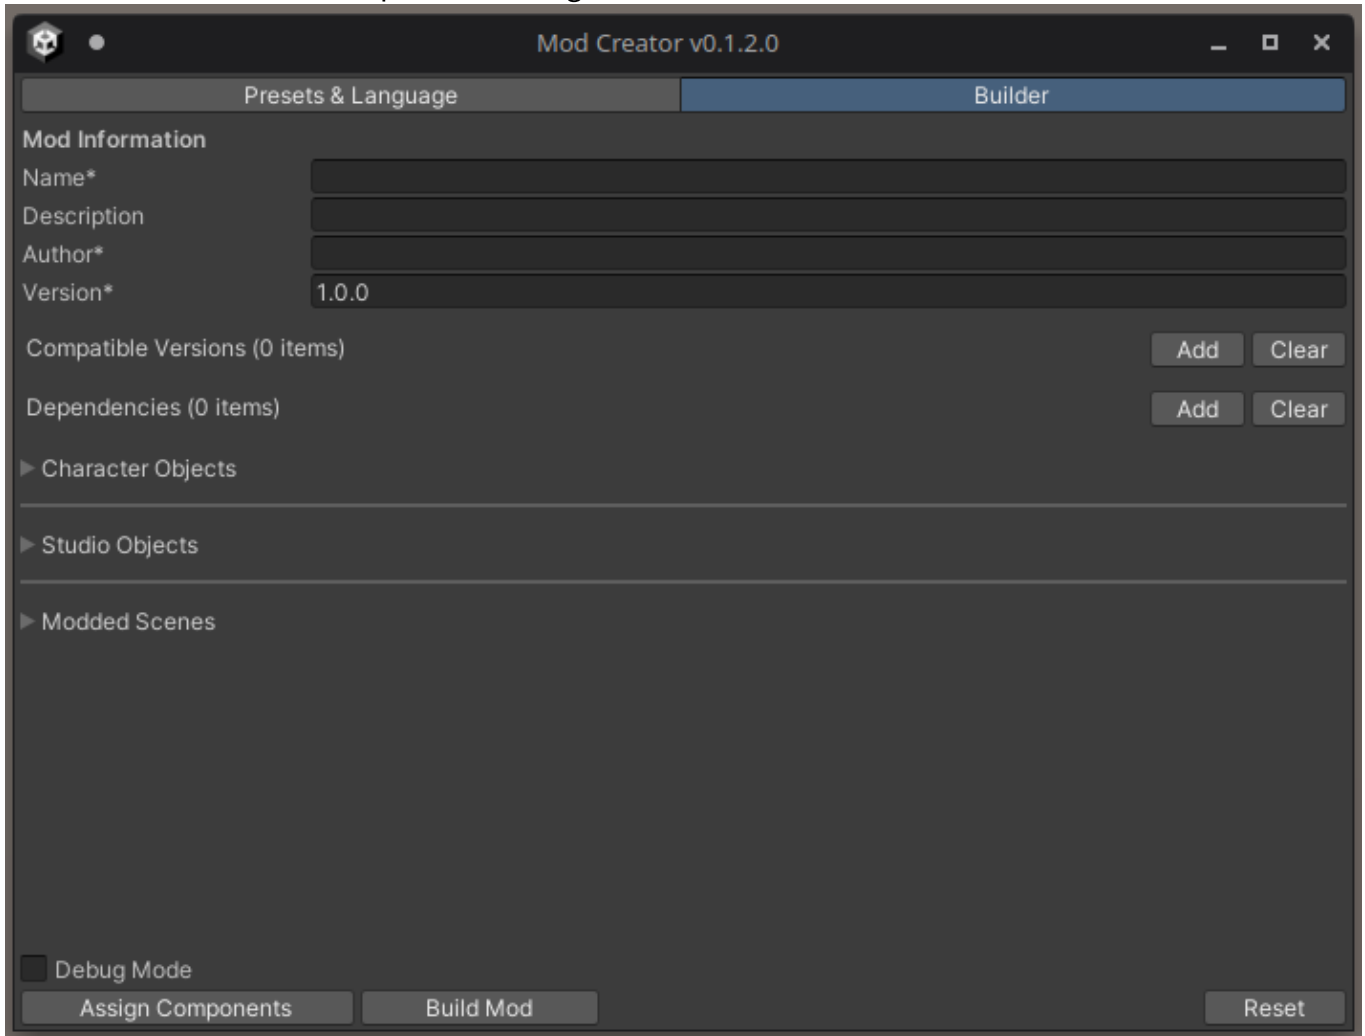 Mod Creator v0.1.2.0
Presets & Language Builder
Mod Information
Name*
Description
Author*
Version* 1.0.0
Compatible Versions (0 items) Add Clear
Dependencies (0 items) Add Clear
Character Objects
Studio Objects
Modded Scenes
Debug Mode
Assign Components Build Mod Reset